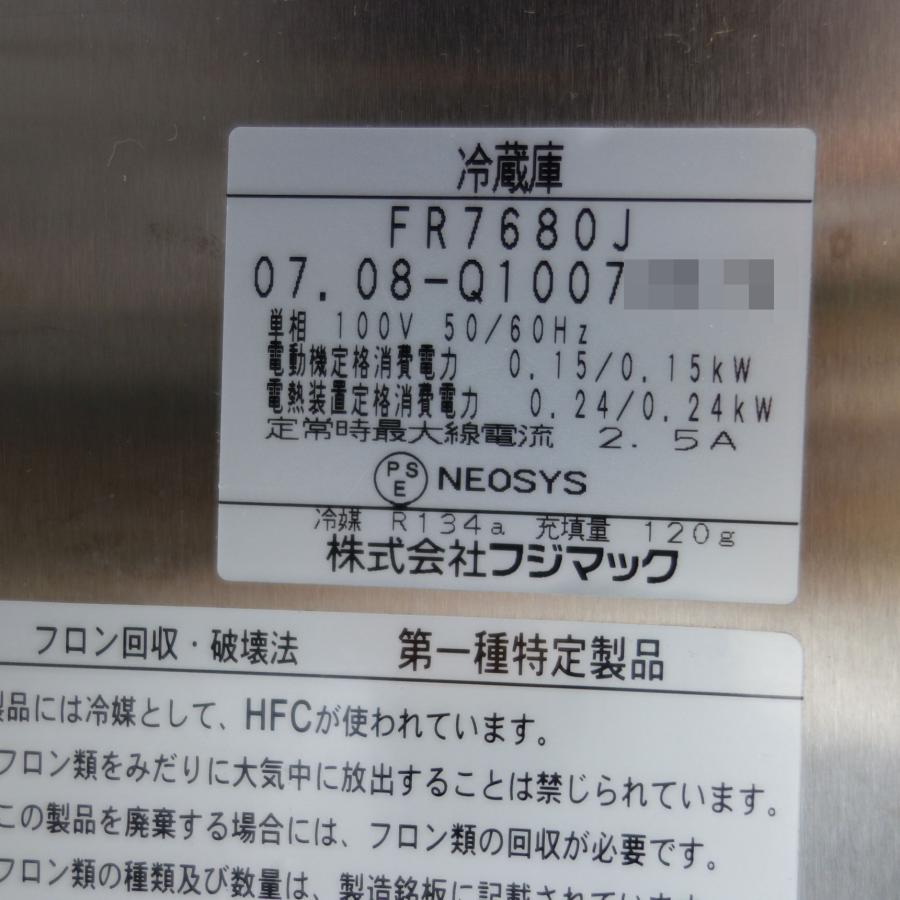 冷蔵庫
FR7680J
07.08-Q1007
単相 100V 50/60Hz
電動機定格消費電力 0.15/0.15kW
電熱装置定格消費電力 0.24/0.24kW
定常時最大線電流 2.5A
PSE NEOSYS
冷媒 R134a 充填量 120g
株式会社フジマック
フロン回収・破壊法 第一種特定製品
製品には冷媒として、HFCが使われています。
フロン類をみだりに大気中に放出することは禁じられています。
この製品を廃棄する場合には、フロン類の回収が必要です。
フロン類の種類及び数量は、製造銘板に記載されています